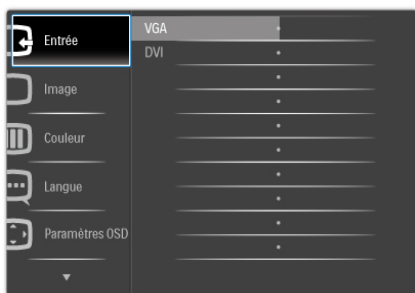 Entrée
VGA
DVI
Image
Couleur
Langue
Paramètres OSD